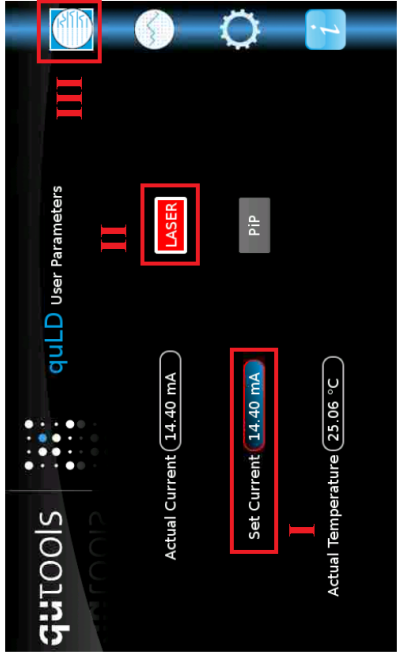 qutools
quLD User Parameters
III
II
Actual Current 14.40 mA
LASER
Set Current 14.40 mA
PiP
I
Actual Temperature 25.06 °C
i